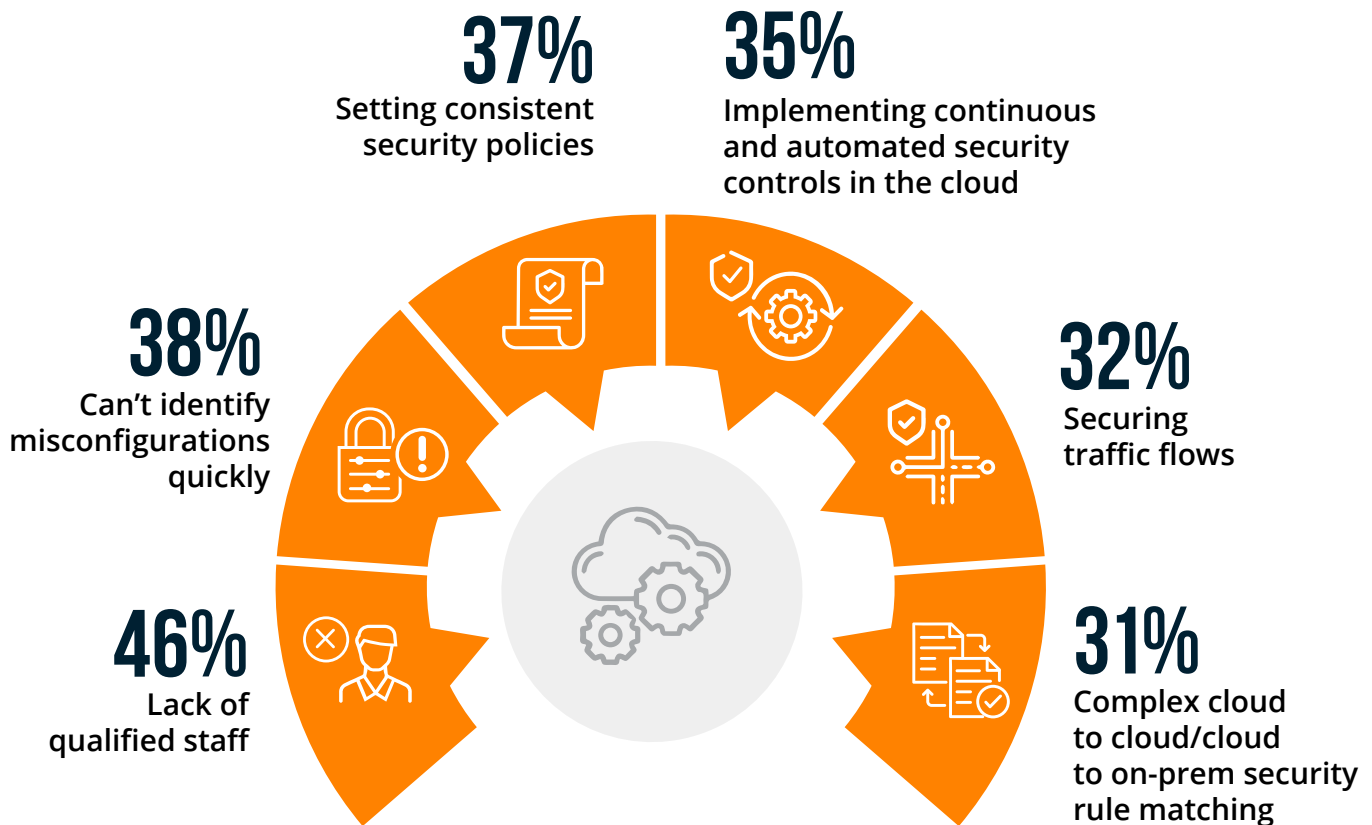 37%
Setting consistent
security policies
35%
Implementing continuous
and automated security
controls in the cloud
38%
Can’t identify
misconfigurations
quickly
32%
Securing
traffic flows
46%
Lack of
qualified staff
31%
Complex cloud
to cloud/cloud
to on-prem security
rule matching